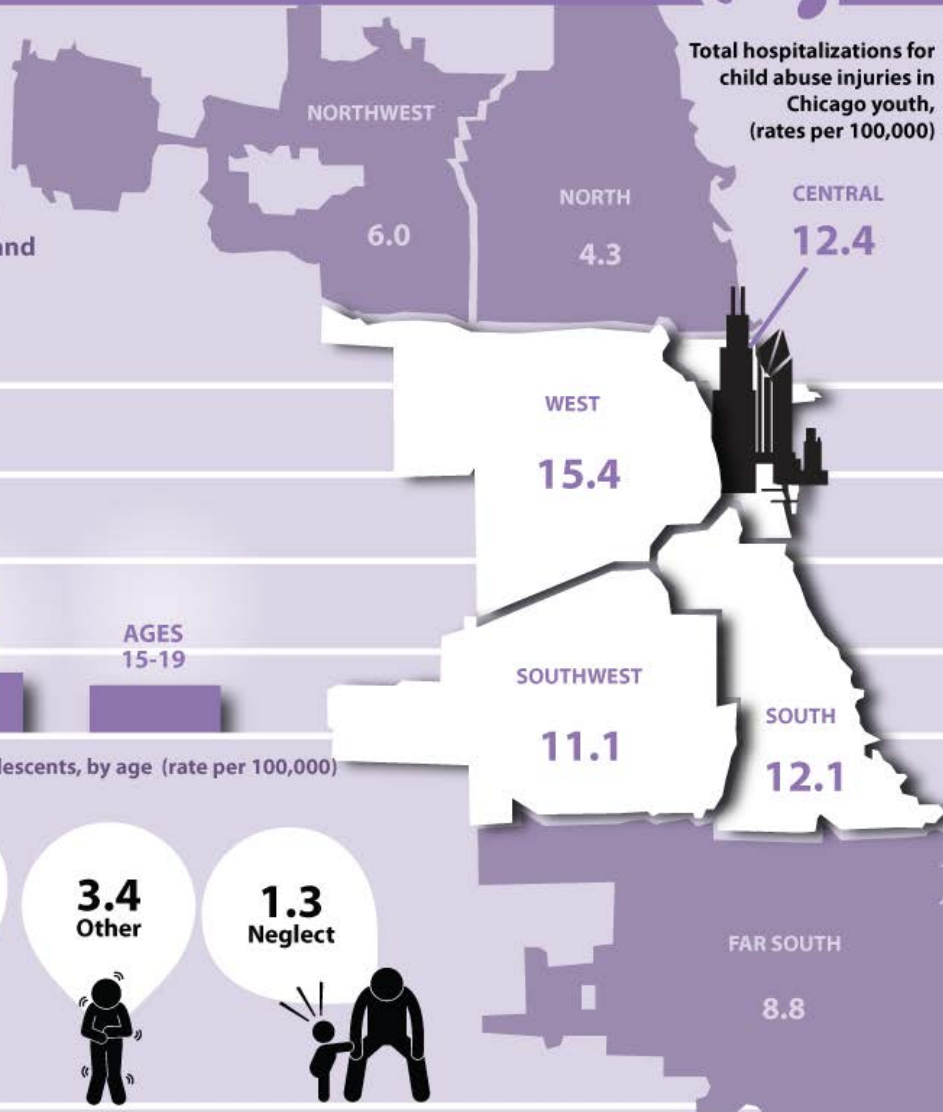 Total hospitalizations for
child abuse injuries in
Chicago youth,
(rates per 100,000)
NORTHWEST
6.0
NORTH
4.3
CENTRAL
12.4
and
WEST
15.4
AGES
15-19
SOUTHWEST
11.1
SOUTH
12.1
lescents, by age (rate per 100,000)
3.4
Other
1.3
Neglect
FAR SOUTH
8.8